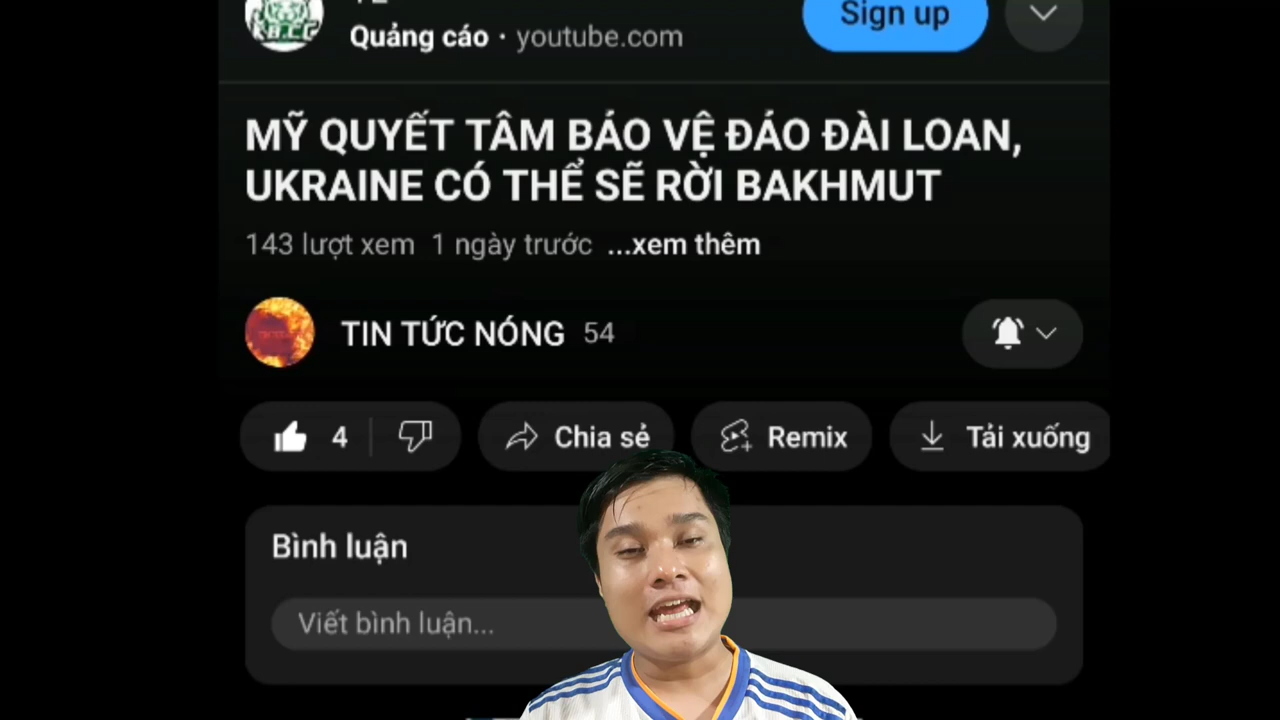 Sign up
Quảng cáo · youtube.com
MỸ QUYẾT TÂM BẢO VỆ ĐẢO ĐÀI LOAN,
UKRAINE CÓ THỂ SẼ RỜI BAKHMUT
143 lượt xem 1 ngày trước ...xem thêm
TIN TỨC NÓNG 54
4 Chia sẻ Remix Tải xuống
Bình luận
Viết bình luận...